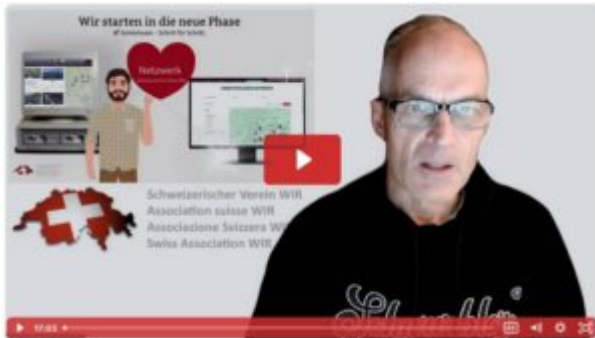 Wir starten in die neue Phase
Netzwerk
Schweizerischer Verein WIR
Association suisse WIR
Associazione Svizzera WIR
Swiss Association WIR
17:03